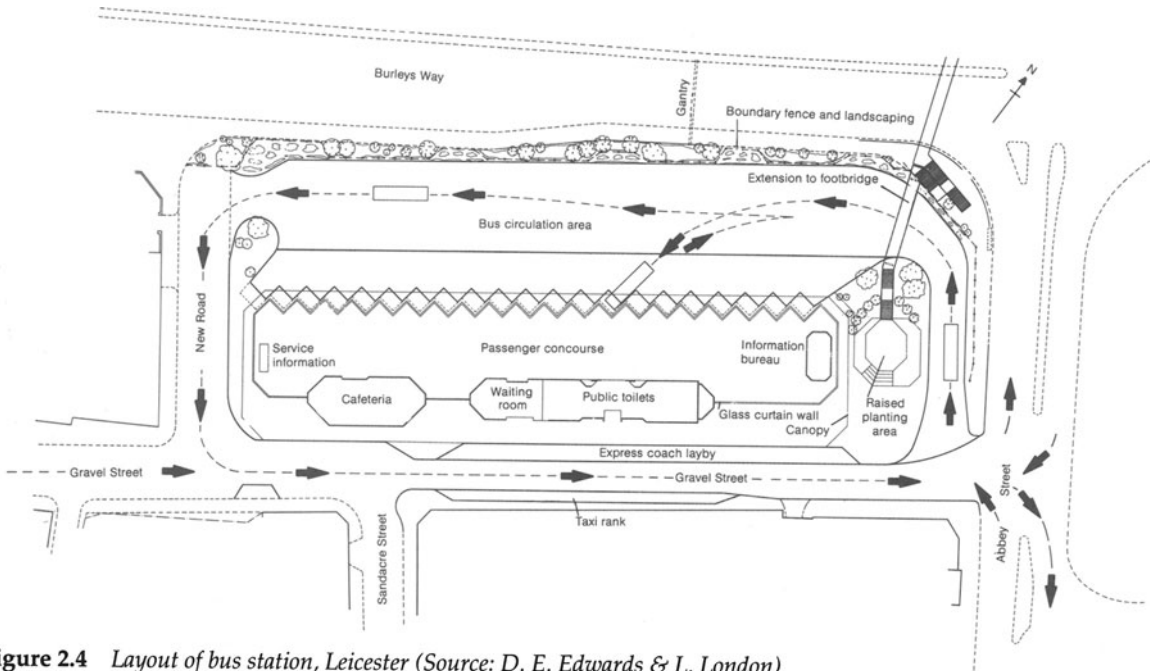 Burleys Way
Gantry
N
Boundary fence and landscaping
Extension to footbridge
Bus circulation area
New Road
Service
information
Passenger concourse
Information
bureau
Cafeteria
Waiting
room
Public toilets
Glass curtain wall
Canopy
Raised
planting
area
Express coach layby
Gravel Street
Gravel Street
Taxi rank
Sandacre Street
Abbey Street
igure 2.4 Layout of bus station, Leicester (Source: D. E. Edwards & L. London)